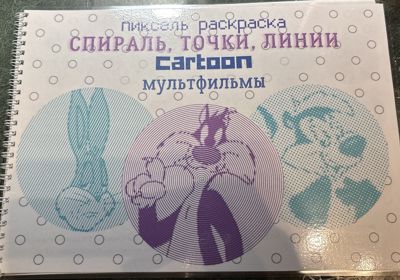 пиксель раскраска
СПИРАЛЬ, ТОЧКИ, ЛИНИИ
Cartoon
МУЛЬТФИЛЬМЫ